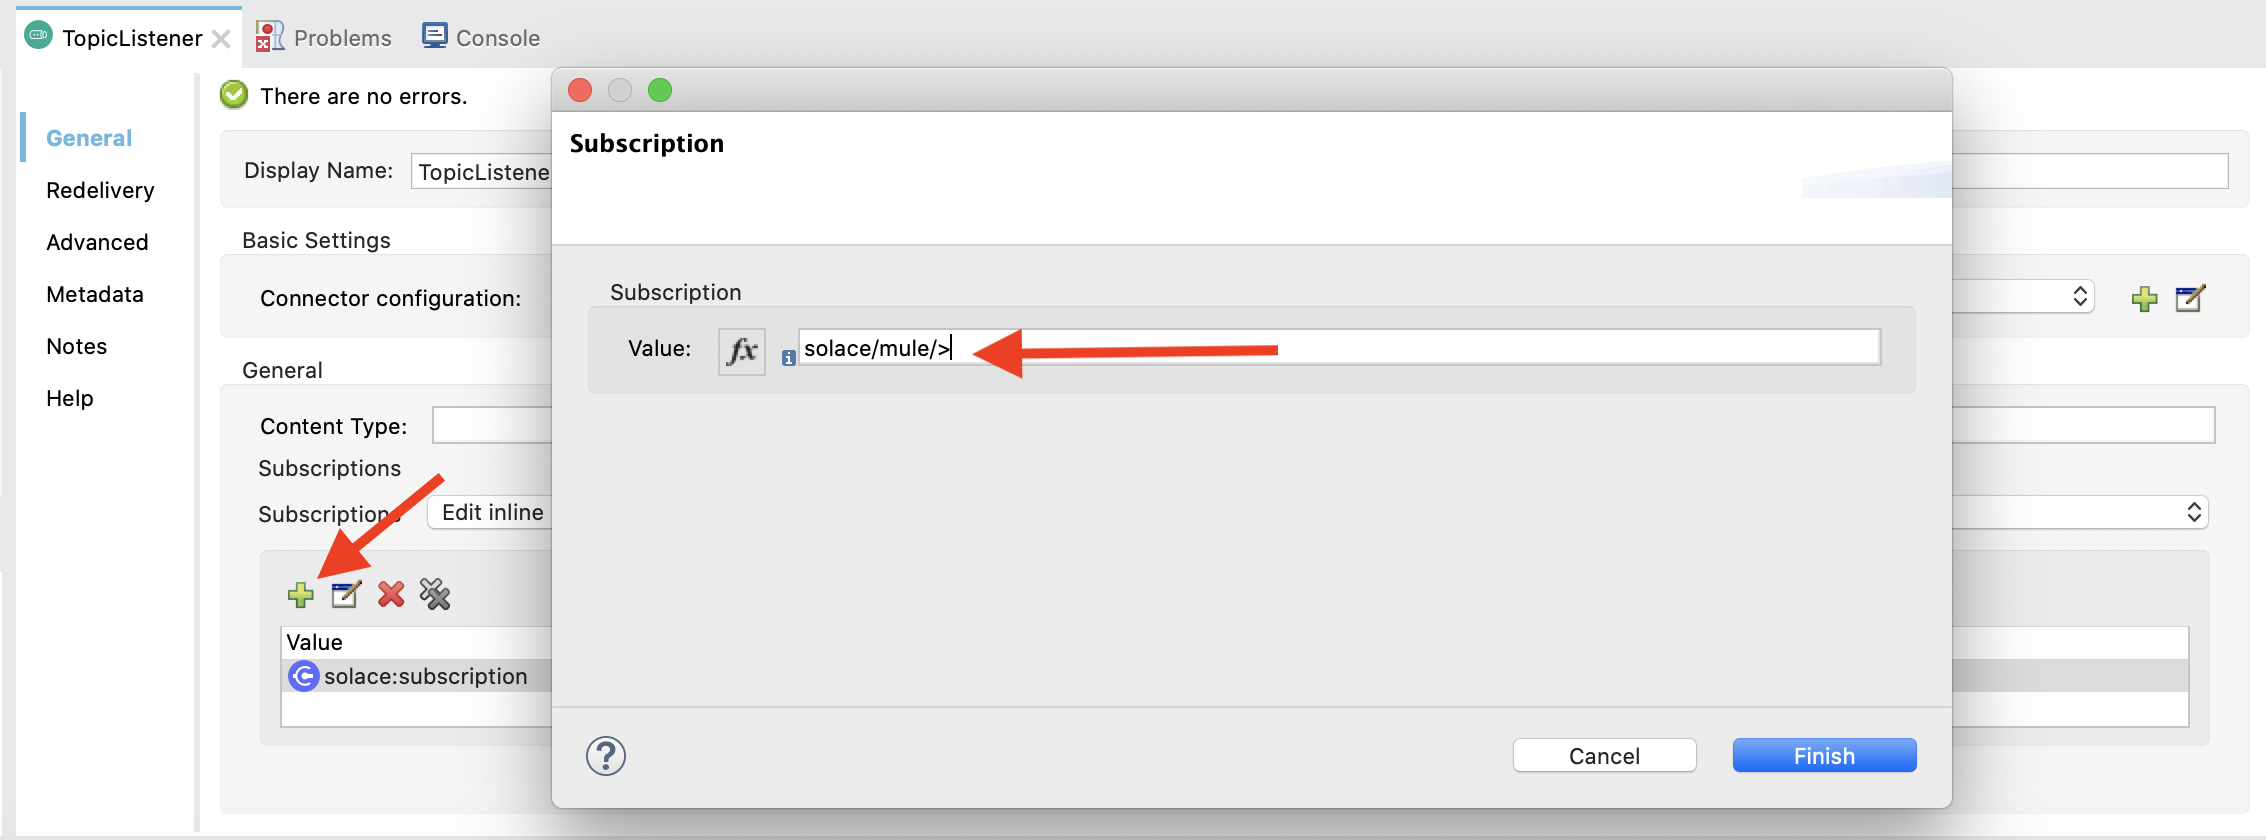 TopicListener
Problems
Console
There are no errors.
General
Redelivery
Advanced
Metadata
Notes
Help
Display Name:
TopicListene
Basic Settings
Connector configuration:
General
Content Type:
Subscriptions
Subscriptions
Edit inline
Value
solace:subscription
Subscription
Subscription
Value:
fx
solace/mule/>
?
Cancel
Finish